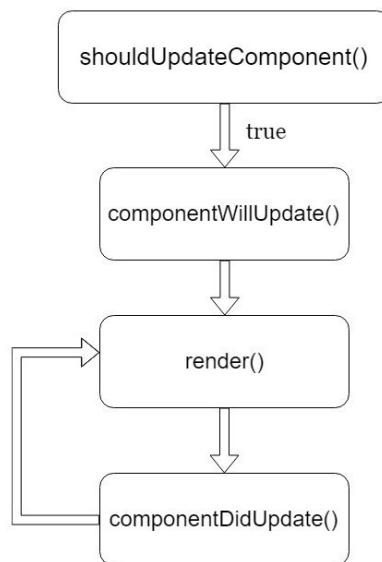 shouldUpdateComponent()
true
componentWillUpdate()
render()
componentDidUpdate()